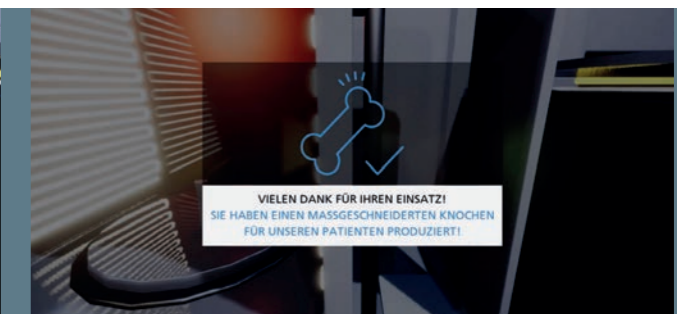 VIELEN DANK FÜR IHREN EINSATZ!
SIE HABEN EINEN MASSGESCHNEIDERTEN KNOCHEN
FÜR UNSEREN PATIENTEN PRODUZIERT!